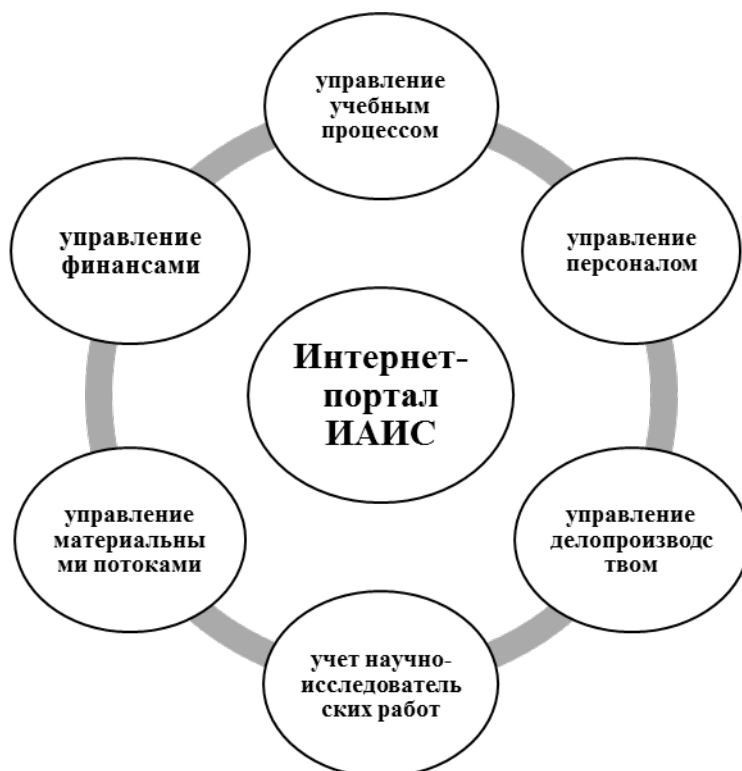 управление
учебным
процессом
управление
персоналом
управление
делопроизводс
твом
учет научно-
исследователь
ских работ
управление
материальны
ми потоками
управление
финансами
Интернет-
портал
ИАИС